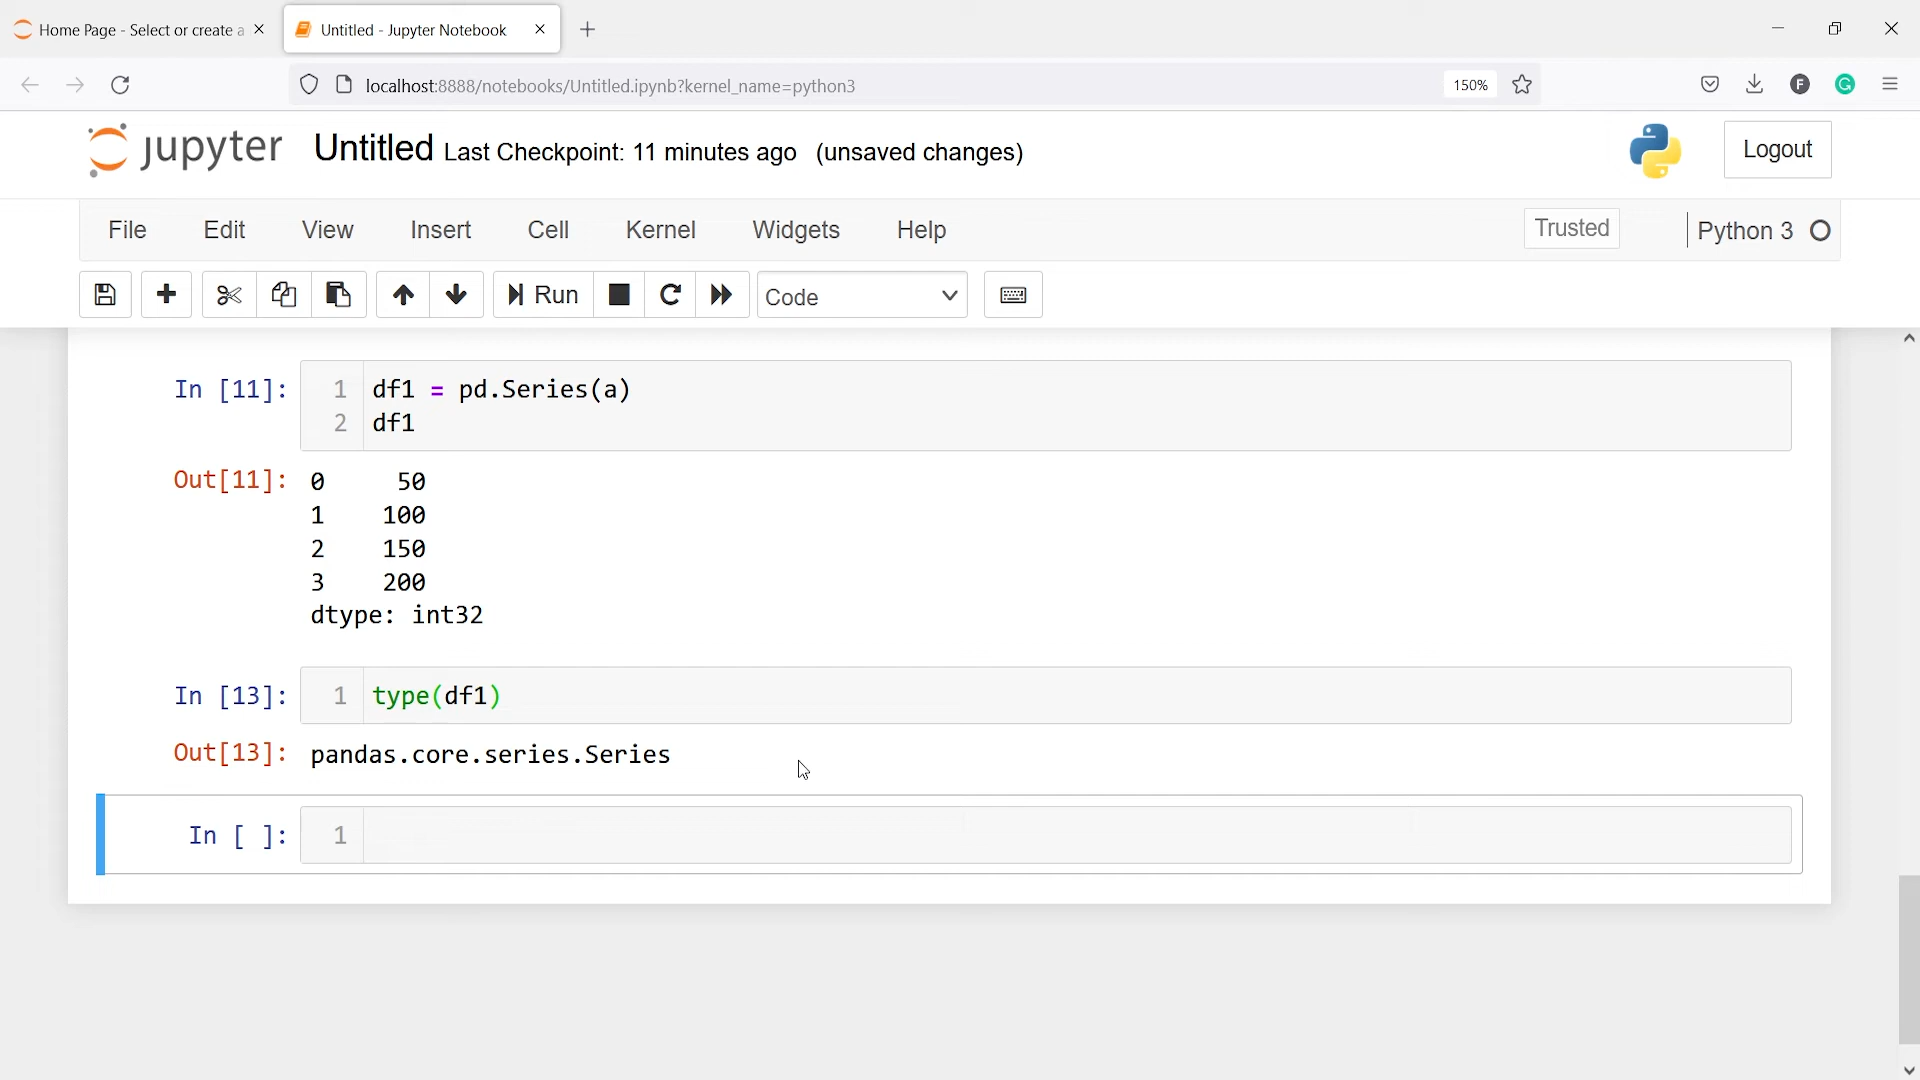 Home Page - Select or create a
Untitled - Jupyter Notebook
localhost:8888/notebooks/Untitled.ipynb?kernel_name=python3
150%
F
G
jupyter Untitled Last Checkpoint: 11 minutes ago (unsaved changes)
Logout
File Edit View Insert Cell Kernel Widgets Help
Trusted
Python 3
Run
Code
In [11]: 1 df1 = pd.Series(a)
2 df1
Out[11]: 0 50
1 100
2 150
3 200
dtype: int32
In [13]: 1 type(df1)
Out[13]: pandas.core.series.Series
In [ ]: 1